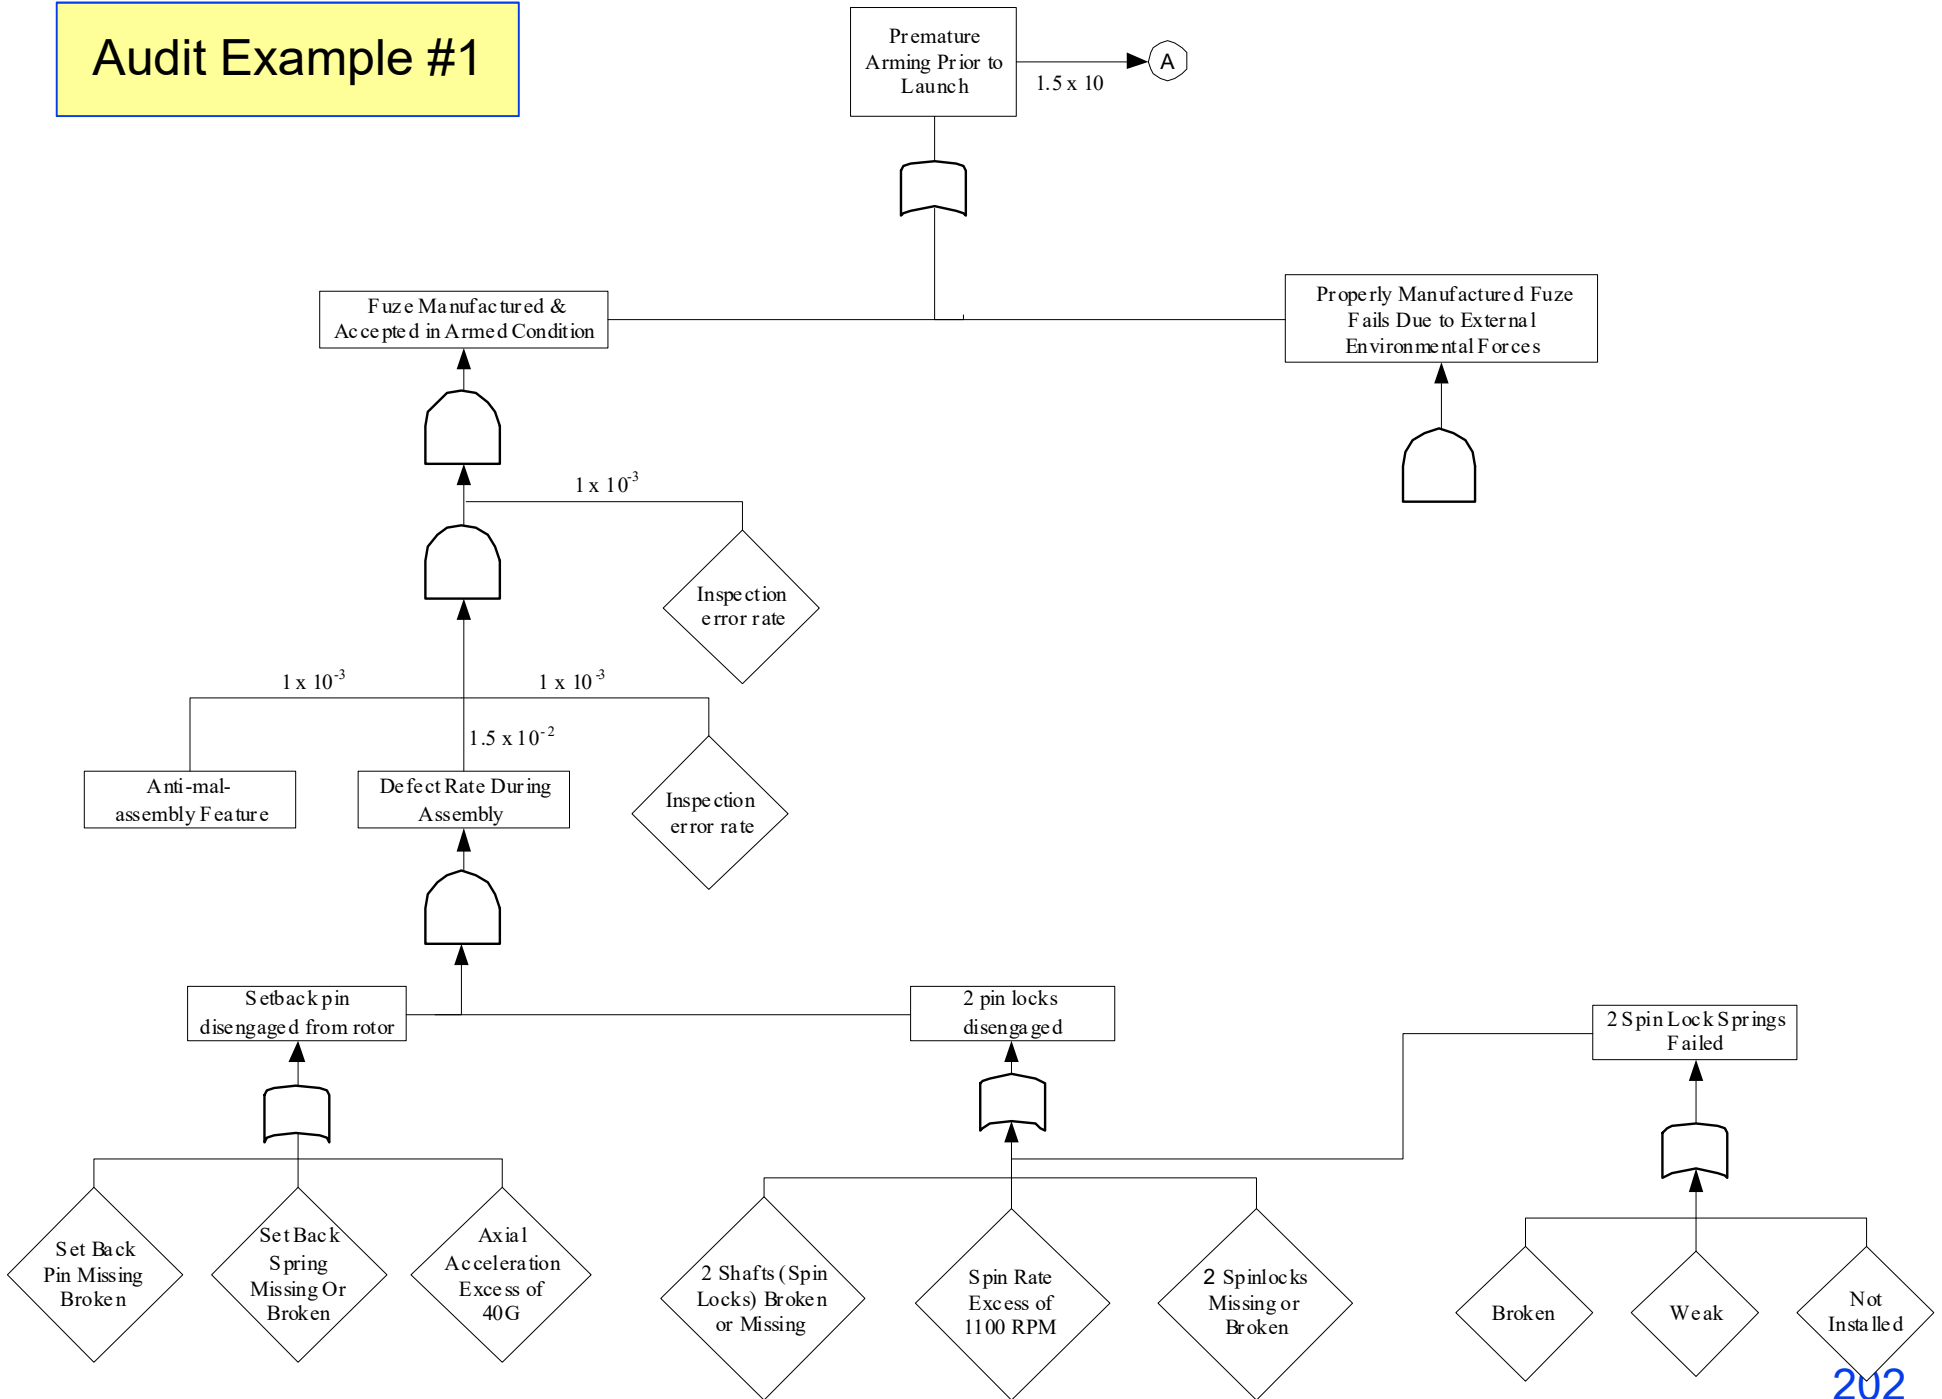 Audit Example #1
Premature
Arming Prior to
Launch
1.5 x 10
A
Fuze Manufactured &
Accepted in Armed Condition
Properly Manufactured Fuze
Fails Due to External
Environmental Forces
1 x 10⁻³
Inspection
error rate
1 x 10⁻³
1 x 10⁻³
1.5 x 10⁻²
Anti-mal-
assembly Feature
Defect Rate During
Assembly
Inspection
error rate
Setback pin
disengaged from rotor
2 pin locks
disengaged
2 Spin Lock Springs
Failed
Set Back
Pin Missing
Broken
Set Back
Spring
Missing Or
Broken
Axial
Acceleration
Excess of
40G
2 Shafts (Spin
Locks) Broken
or Missing
Spin Rate
Excess of
1100 RPM
2 Spinlocks
Missing or
Broken
Broken
Weak
Not
Installed
202